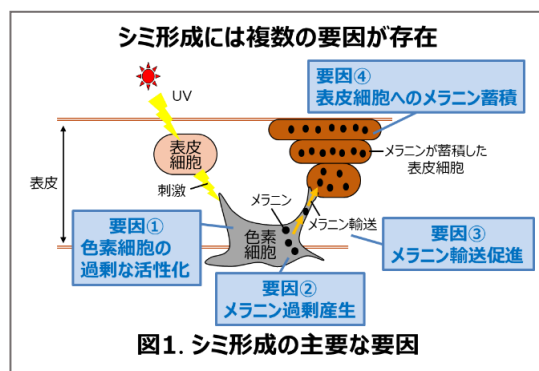 シミ形成には複数の要因が存在
UV
要因④
表皮細胞へのメラニン蓄積
表皮
細胞
メラニンが蓄積した
表皮細胞
表皮
刺激
メラニン
メラニン輸送
要因①
色素細胞の
過剰な活性化
色素
細胞
要因③
メラニン輸送促進
要因②
メラニン過剰産生
図1. シミ形成の主要な要因